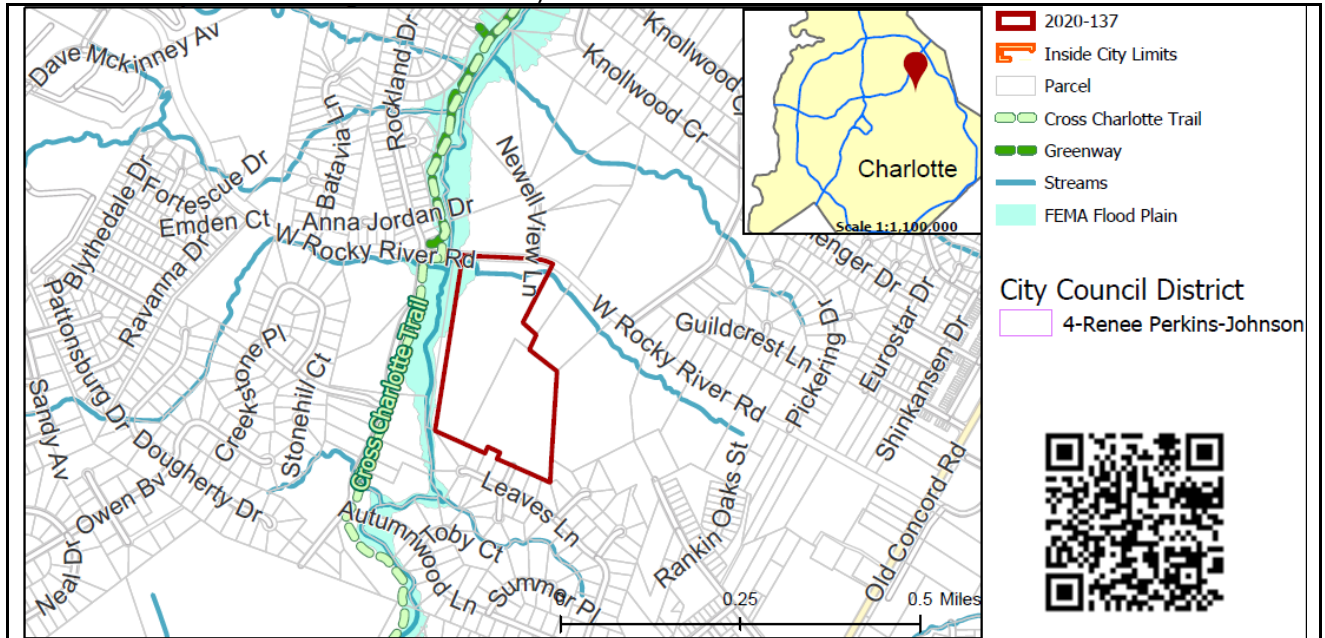 Dave Mckinney Av
Rockland Dr
Batavia Ln
Knollwood
Knollwood Cr
Newell-View Ln
Blythedale Dr
Fortescue Dr
Emden Ct
Anna Jordan Dr
W Rocky River Rd
Ravanna Dr
Pattonsburg Dr
Creekstone Pl
Stonehill Ct
Cross Charlotte Trail
Sandy Av
Dougherty Dr
Owen Bv
Neal Dr
Autumnwood Ln
Toby Ct
Leaves Ln
Summer Pl
W Rocky River Rd
Guildcrest Ln
Pickering Dr
enger Dr
Eurostar Dr
Shinkansen Dr
Rankin Oaks St
Old Concord Rd
0 0.25 0.5 Miles
Charlotte
Scale 1:1,100,000
2020-137
Inside City Limits
Parcel
Cross Charlotte Trail
Greenway
Streams
FEMA Flood Plain
City Council District
4-Renee Perkins-Johnson